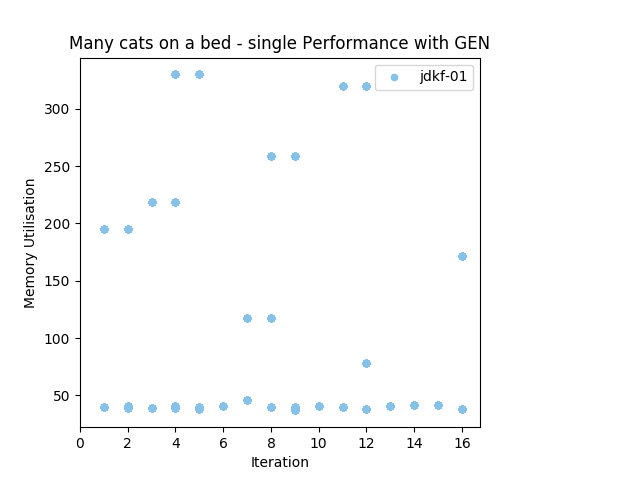 Many cats on a bed - single Performance with GEN
jdkf-01
300
250
200
150
100
50
Memory Utilisation
0 2 4 6 8 10 12 14 16
Iteration